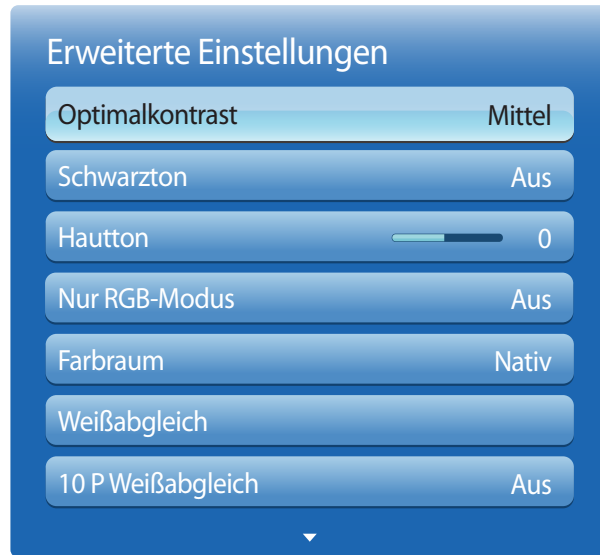 Erweiterte Einstellungen
Optimalkontrast Mittel
Schwarzton Aus
Hautton 0
Nur RGB-Modus Aus
Farbraum Nativ
Weißabgleich
10 P Weißabgleich Aus